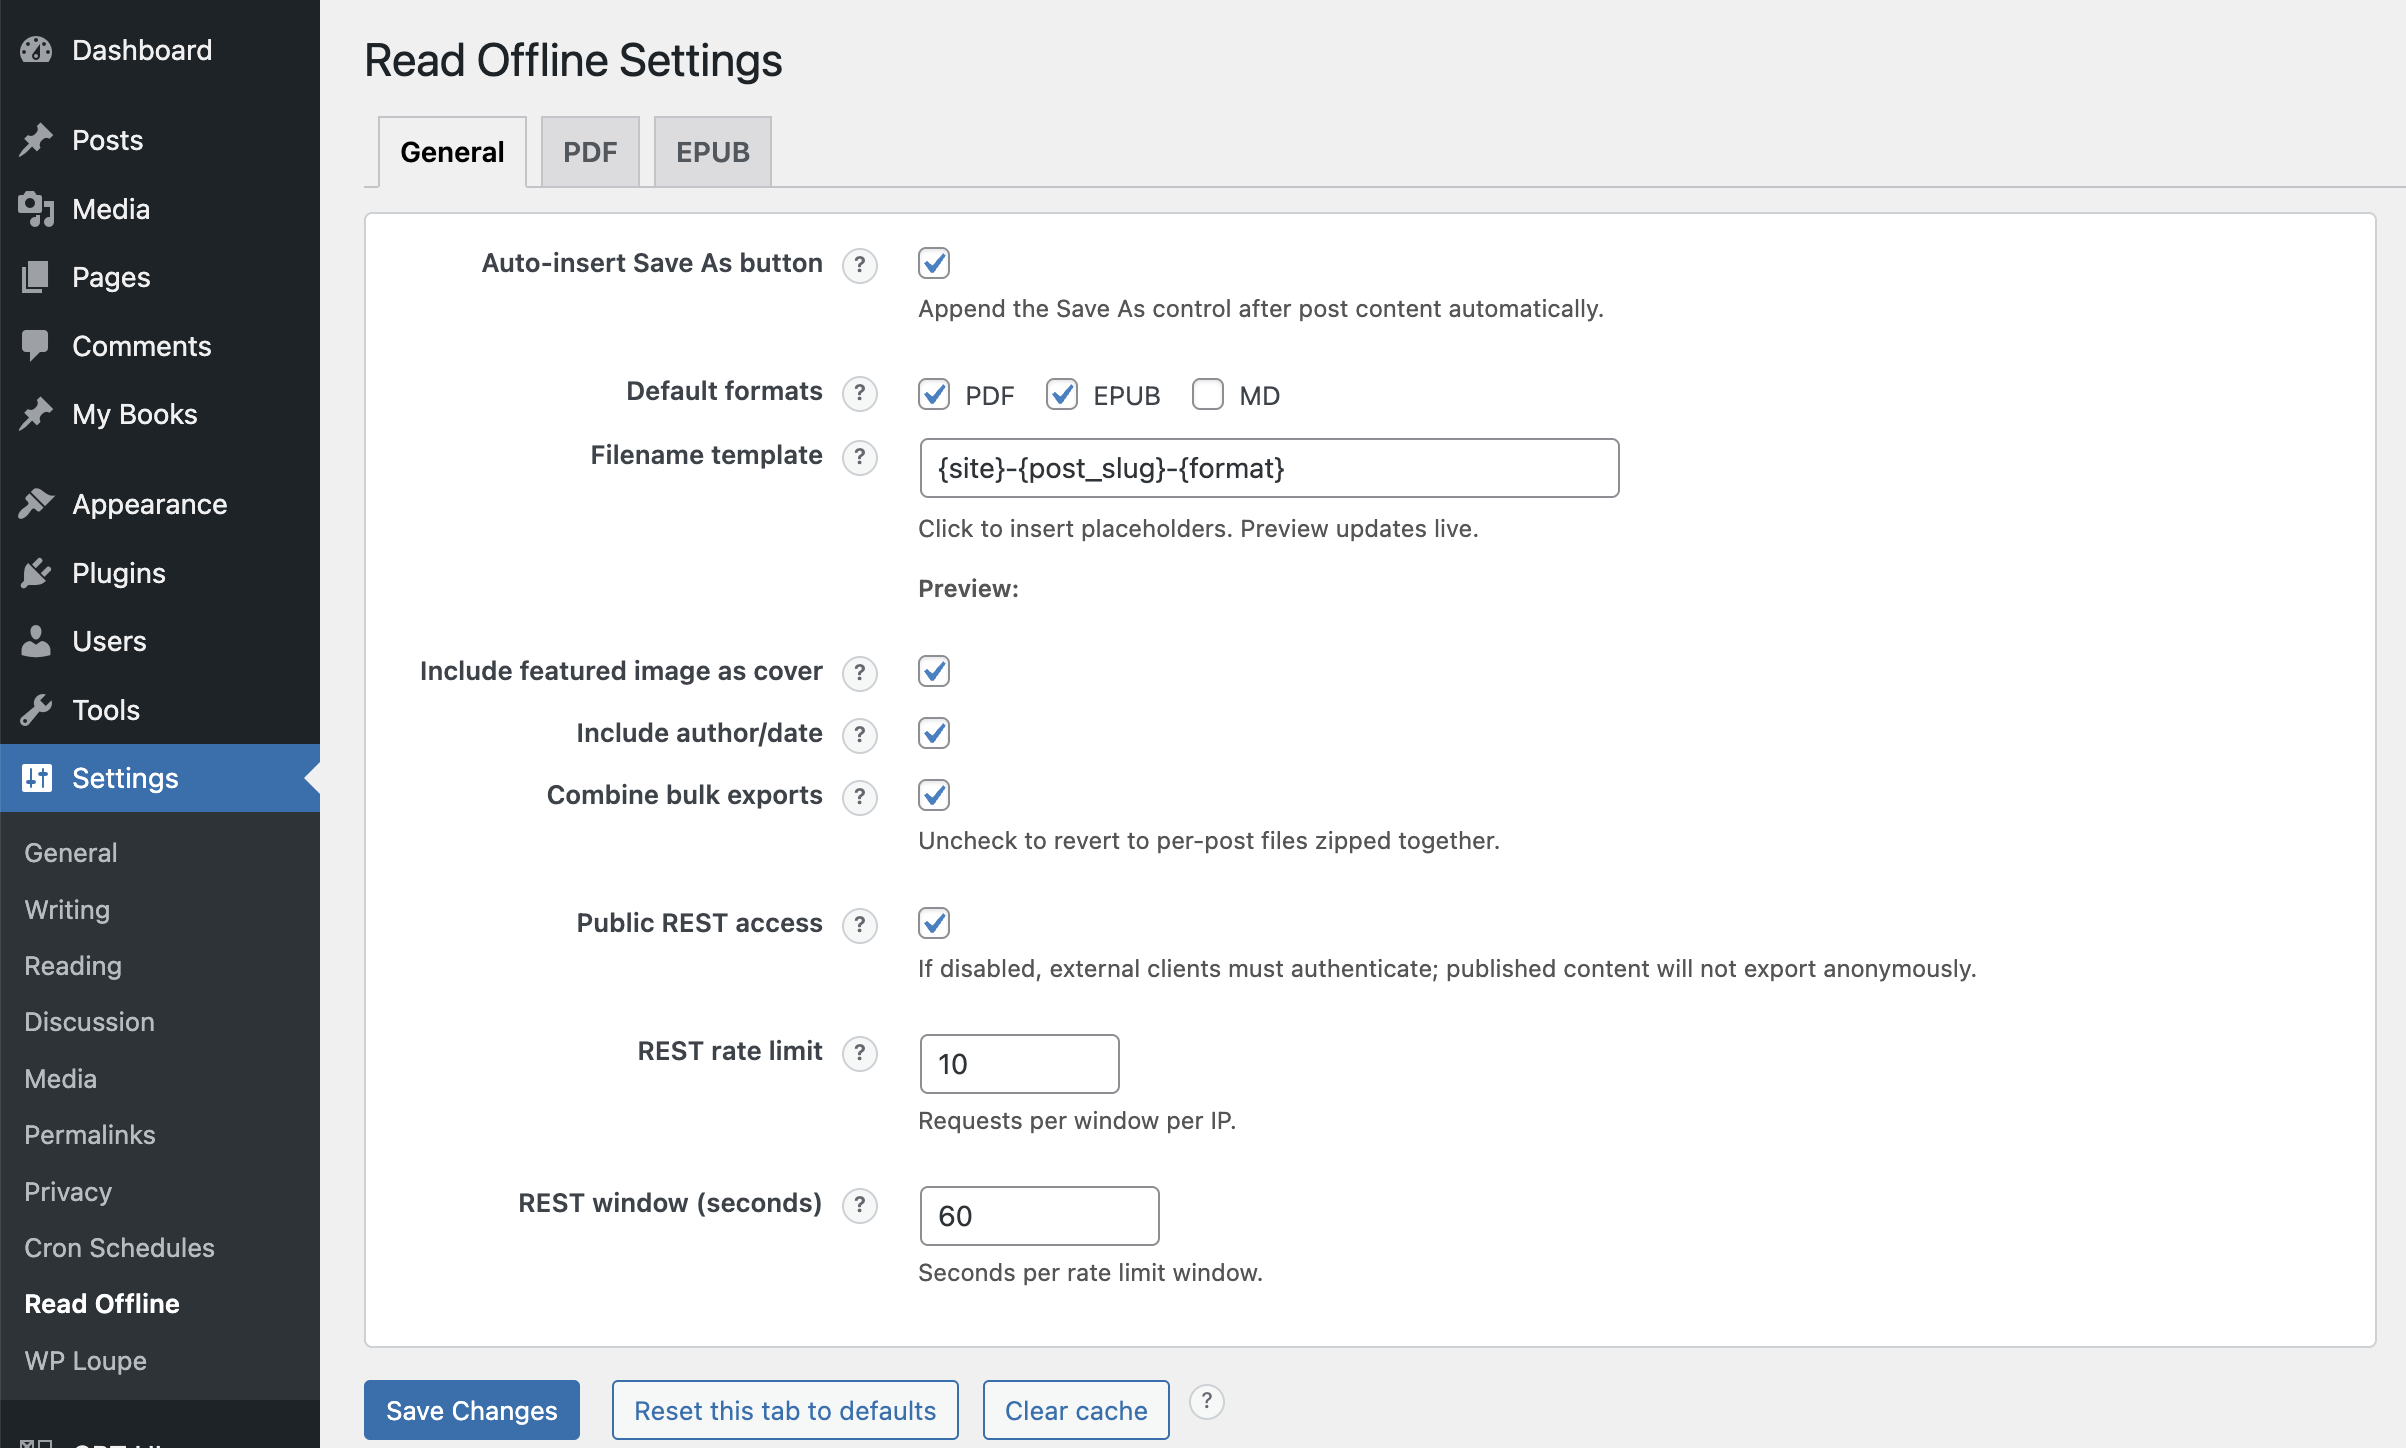 Dashboard
Posts
Media
Pages
Comments
My Books
Appearance
Plugins
Users
Tools
Settings
General
Writing
Reading
Discussion
Media
Permalinks
Privacy
Cron Schedules
Read Offline
WP Loupe
Read Offline Settings
General PDF EPUB
Auto-insert Save As button ?
Append the Save As control after post content automatically.
Default formats ? PDF EPUB MD
Filename template ? {site}-{post_slug}-{format}
Click to insert placeholders. Preview updates live.
Preview:
Include featured image as cover ?
Include author/date ?
Combine bulk exports ?
Uncheck to revert to per-post files zipped together.
Public REST access ?
If disabled, external clients must authenticate; published content will not export anonymously.
REST rate limit ? 10
Requests per window per IP.
REST window (seconds) ? 60
Seconds per rate limit window.
Save Changes Reset this tab to defaults Clear cache ?